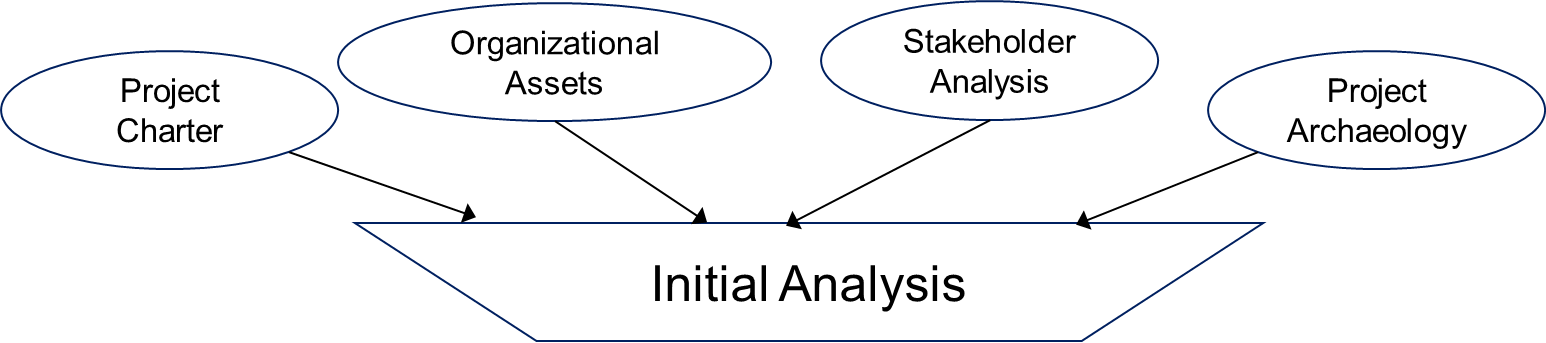 Project
Charter
Organizational
Assets
Stakeholder
Analysis
Project
Archaeology
Initial Analysis